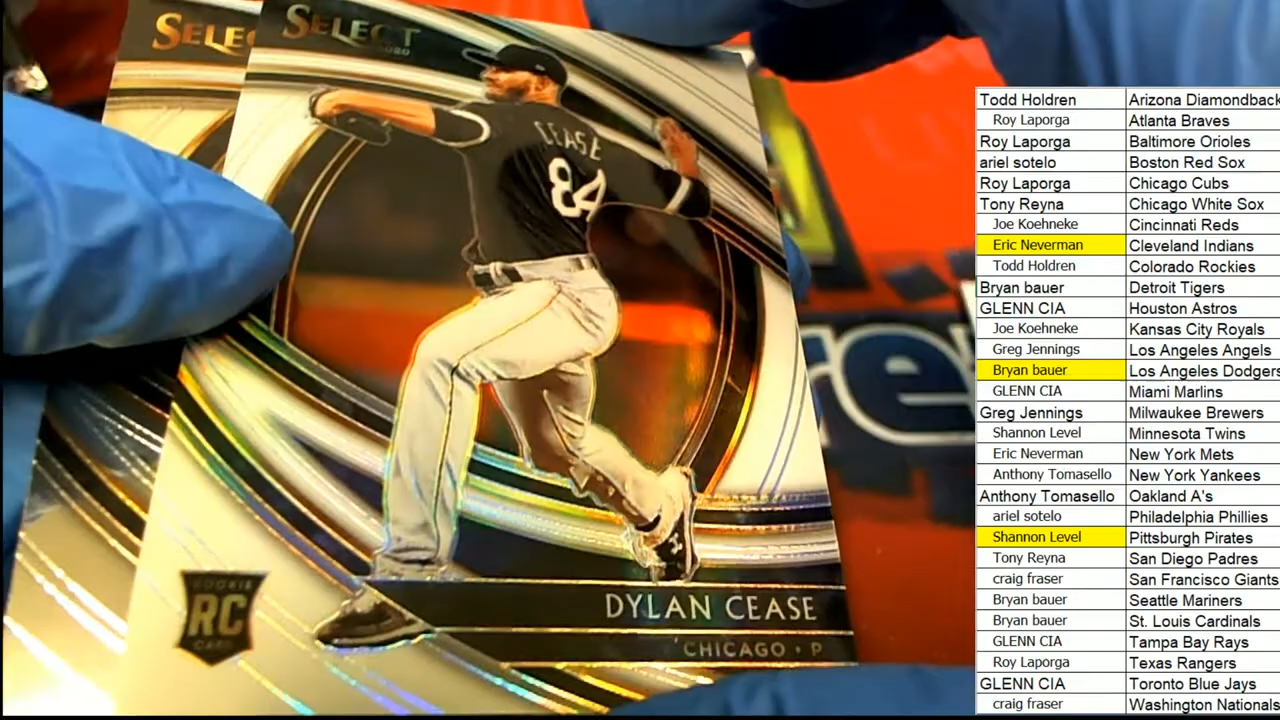 SELECT
SELECT
2020
CEASE
84
ROOKIE
RC
CARD
DYLAN CEASE
CHICAGO • P
re
Todd Holdren Arizona Diamondback
Roy Laporga Atlanta Braves
Roy Laporga Baltimore Orioles
ariel sotelo Boston Red Sox
Roy Laporga Chicago Cubs
Tony Reyna Chicago White Sox
Joe Koehneke Cincinnati Reds
Eric Neverman Cleveland Indians
Todd Holdren Colorado Rockies
Bryan bauer Detroit Tigers
GLENN CIA Houston Astros
Joe Koehneke Kansas City Royals
Greg Jennings Los Angeles Angels
Bryan bauer Los Angeles Dodgers
GLENN CIA Miami Marlins
Greg Jennings Milwaukee Brewers
Shannon Level Minnesota Twins
Eric Neverman New York Mets
Anthony Tomasello New York Yankees
Anthony Tomasello Oakland A's
ariel sotelo Philadelphia Phillies
Shannon Level Pittsburgh Pirates
Tony Reyna San Diego Padres
craig fraser San Francisco Giants
Bryan bauer Seattle Mariners
Bryan bauer St. Louis Cardinals
GLENN CIA Tampa Bay Rays
Roy Laporga Texas Rangers
GLENN CIA Toronto Blue Jays
craig fraser Washington Nationals